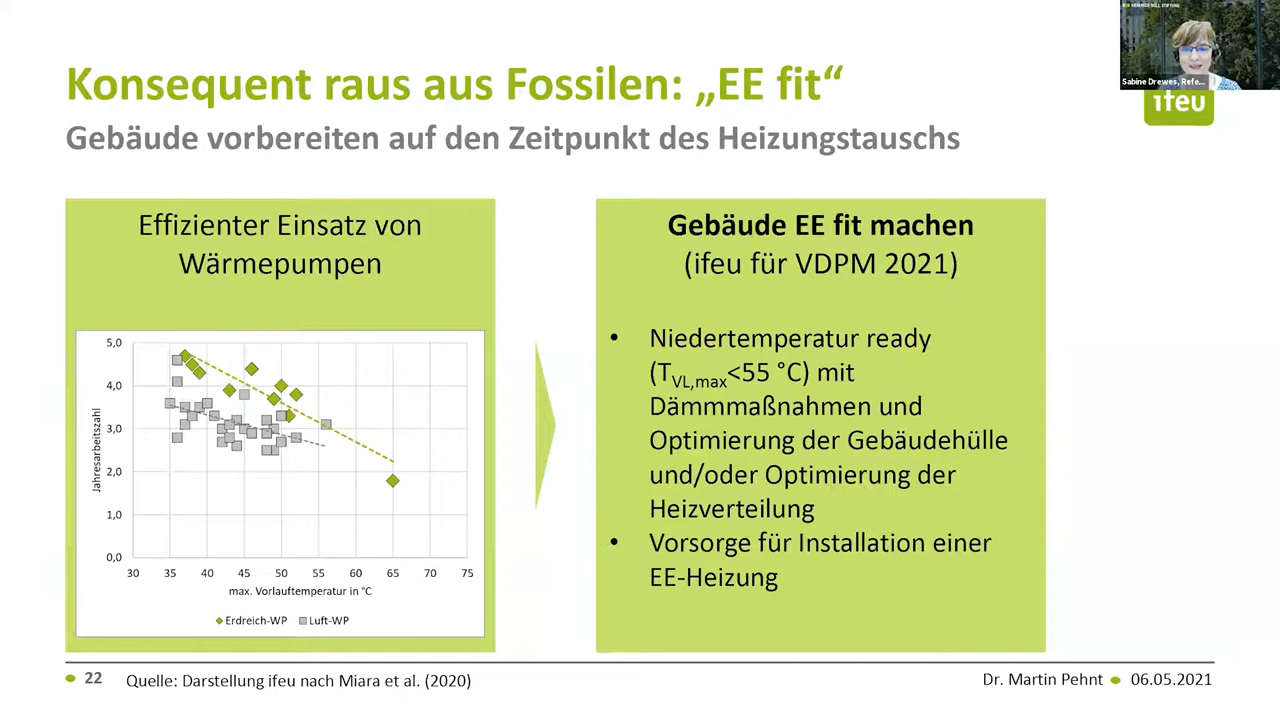 HEINRICH BÖLL STIFTUNG
Sabine Drewes, Refe...
ifeu
Konsequent raus aus Fossilen: „EE fit“
Gebäude vorbereiten auf den Zeitpunkt des Heizungstauschs
Effizienter Einsatz von
Wärmepumpen
Jahresarbeitszahl
5,0
4,0
3,0
2,0
1,0
0,0
30 35 40 45 50 55 60 65 70 75
max. Vorlauftemperatur in °C
Erdreich-WP Luft-WP
Gebäude EE fit machen
(ifeu für VDPM 2021)
• Niedertemperatur ready
(TVL,max<55 °C) mit
Dämmmaßnahmen und
Optimierung der Gebäudehülle
und/oder Optimierung der
Heizverteilung
• Vorsorge für Installation einer
EE-Heizung
22 Quelle: Darstellung ifeu nach Miara et al. (2020)
Dr. Martin Pehnt 06.05.2021